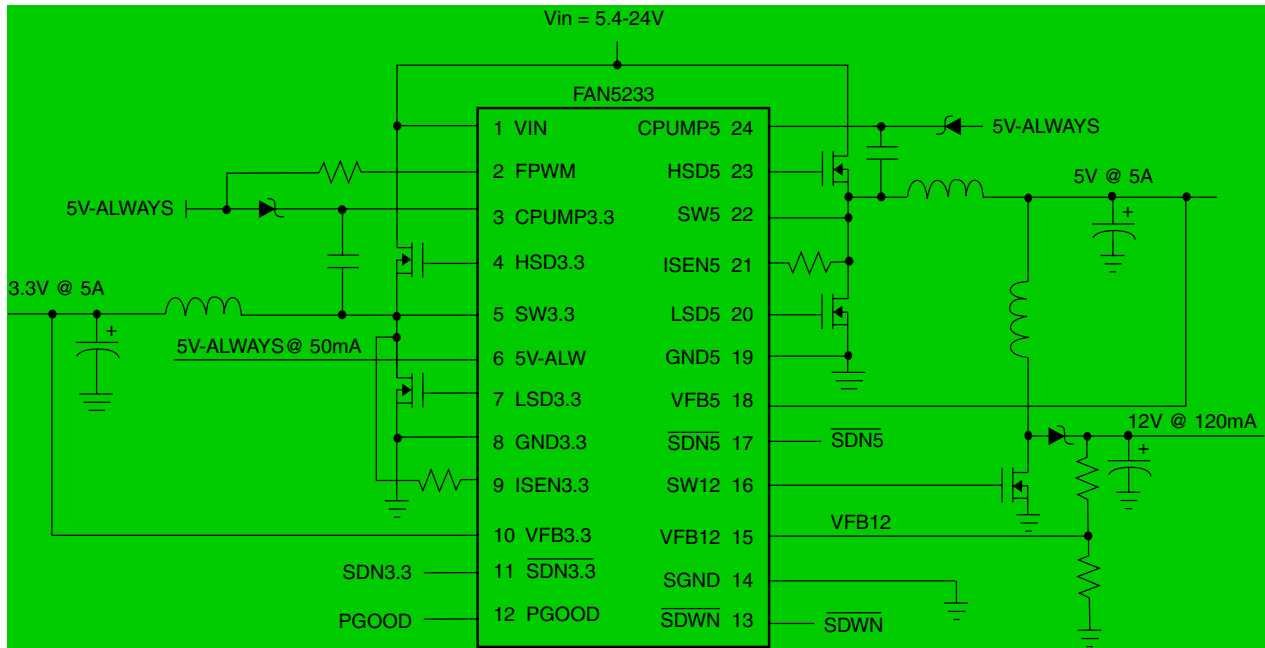 Vin = 5.4-24V
FAN5233
1 VIN
2 FPWM
3 CPUMP3.3
4 HSD3.3
5 SW3.3
6 5V-ALW
7 LSD3.3
8 GND3.3
9 ISEN3.3
10 VFB3.3
11 SDN3.3
12 PGOOD
CPUMP5 24
HSD5 23
SW5 22
ISEN5 21
LSD5 20
GND5 19
VFB5 18
SDN5 17
SW12 16
VFB12 15
SGND 14
SDWN 13
5V-ALWAYS
3.3V @ 5A
+
5V-ALWAYS@ 50mA
SDN3.3
PGOOD
5V-ALWAYS
5V @ 5A
+
SDN5
12V @ 120mA
+
VFB12
SDWN